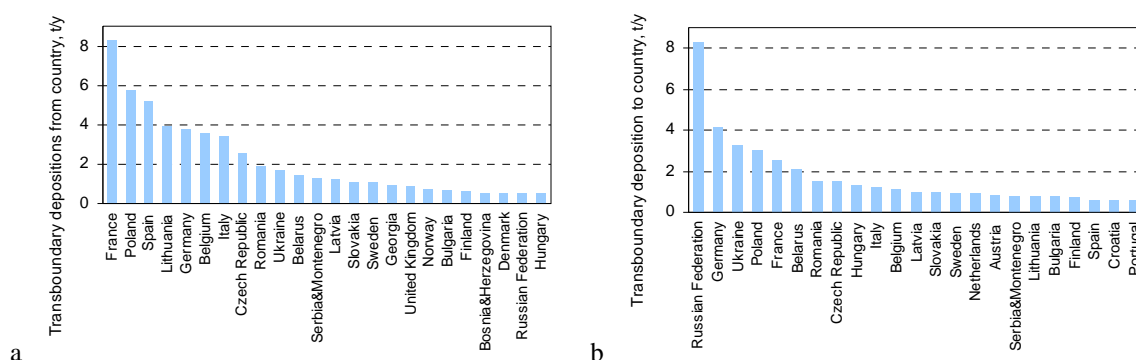 Transboundary depositions from country, t/y
8
6
4
2
0
France
Poland
Spain
Lithuania
Germany
Belgium
Italy
Czech Republic
Romania
Ukraine
Belarus
Serbia&Montenegro
Latvia
Slovakia
Sweden
Georgia
United Kingdom
Norway
Bulgaria
Finland
Bosnia&Herzegovina
Denmark
Russian Federation
Hungary
a
Transboundary deposition to country, t/y
8
6
4
2
0
Russian Federation
Germany
Ukraine
Poland
France
Belarus
Romania
Czech Republic
Hungary
Italy
Belgium
Latvia
Slovakia
Sweden
Netherlands
Austria
Serbia&Montenegro
Lithuania
Bulgaria
Finland
Spain
Croatia
Portugal
b